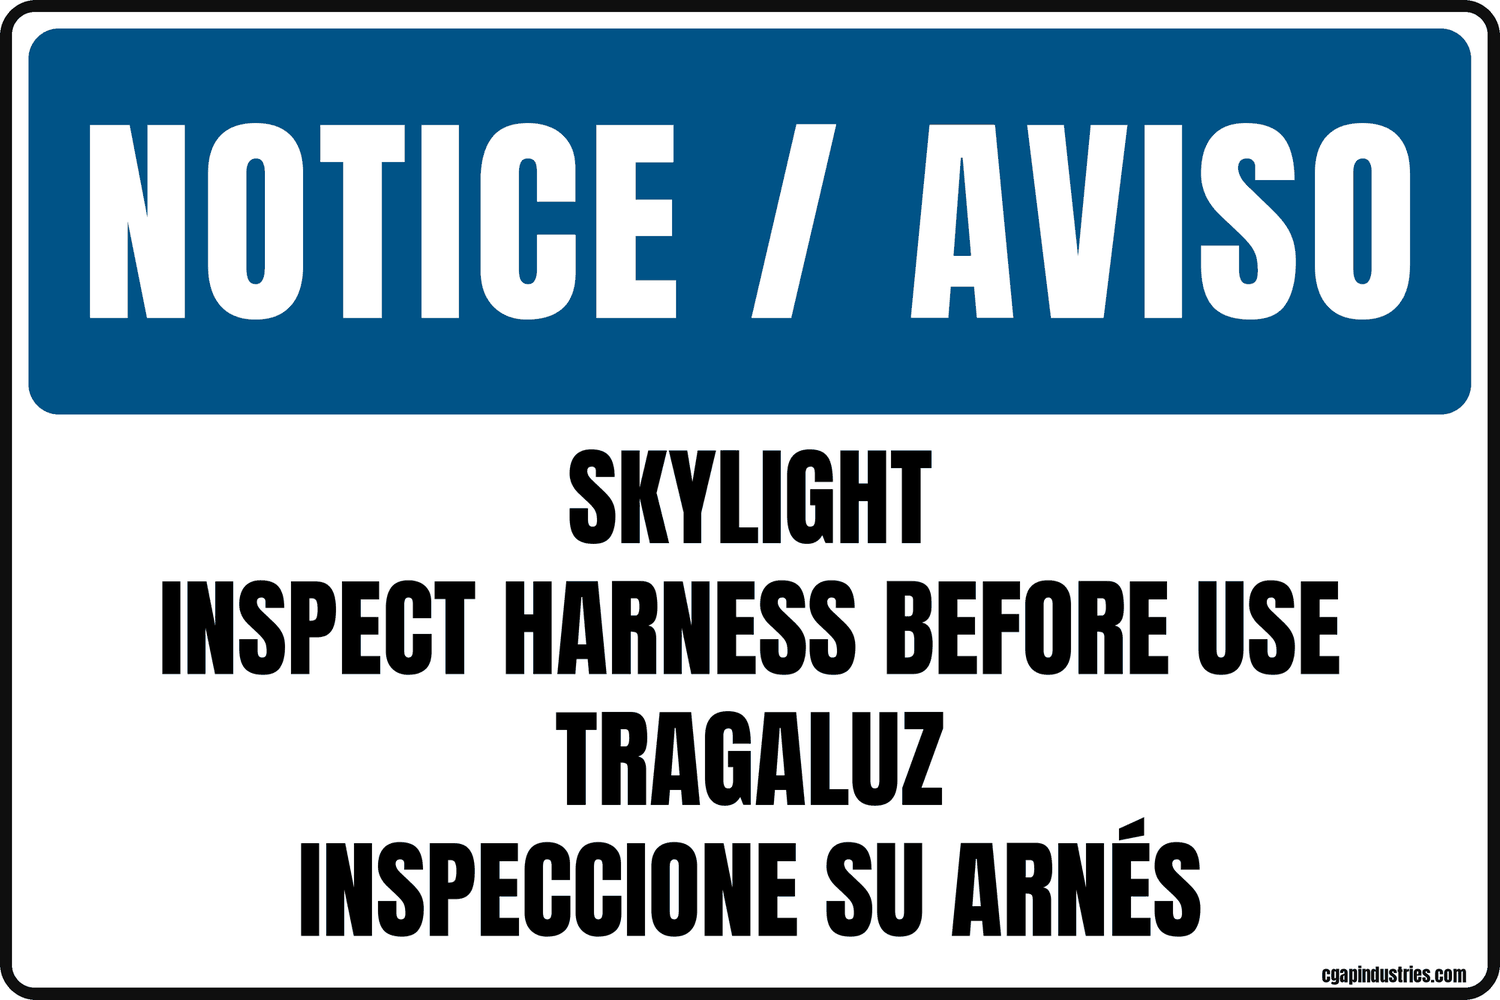 NOTICE / AVISO
SKYLIGHT
INSPECT HARNESS BEFORE USE
TRAGALUZ
INSPECCIONE SU ARNÉS
cgapindustries.com